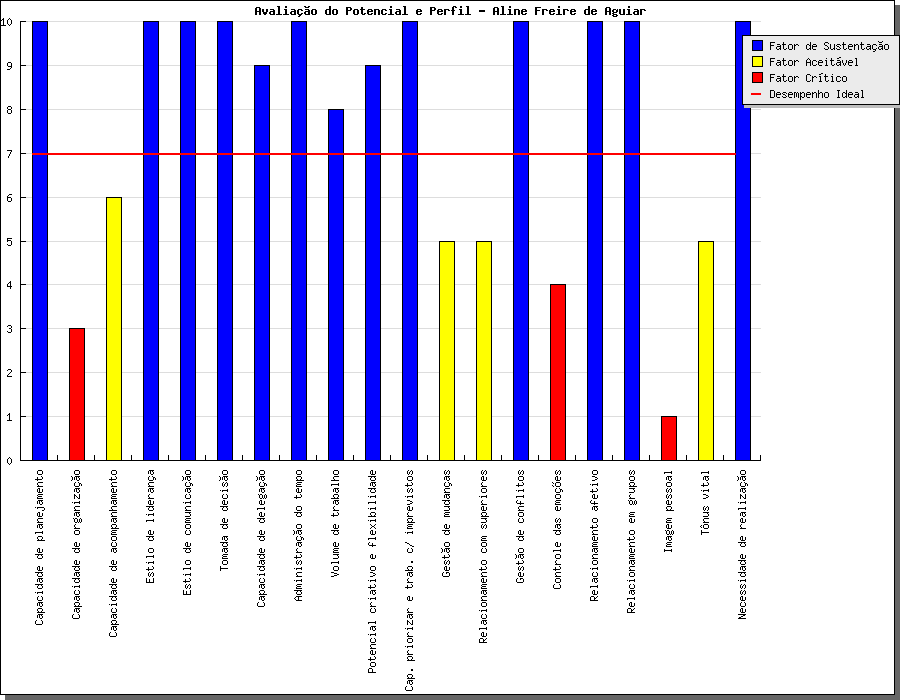 Avaliação do Potencial e Perfil - Aline Freire de Aguiar
Fator de Sustentação
Fator Aceitável
Fator Crítico
Desempenho Ideal
10
9
8
7
6
5
4
3
2
1
0
Capacidade de planejamento
Capacidade de organização
Capacidade de acompanhamento
Estilo de liderança
Estilo de comunicação
Tomada de decisão
Capacidade de delegação
Administração do tempo
Volume de trabalho
Potencial criativo e flexibilidade
Cap. priorizar e trab. c/ imprevistos
Gestão de mudanças
Relacionamento com superiores
Gestão de conflitos
Controle das emoções
Relacionamento afetivo
Relacionamento em grupos
Imagem pessoal
Tônus vital
Necessidade de realização